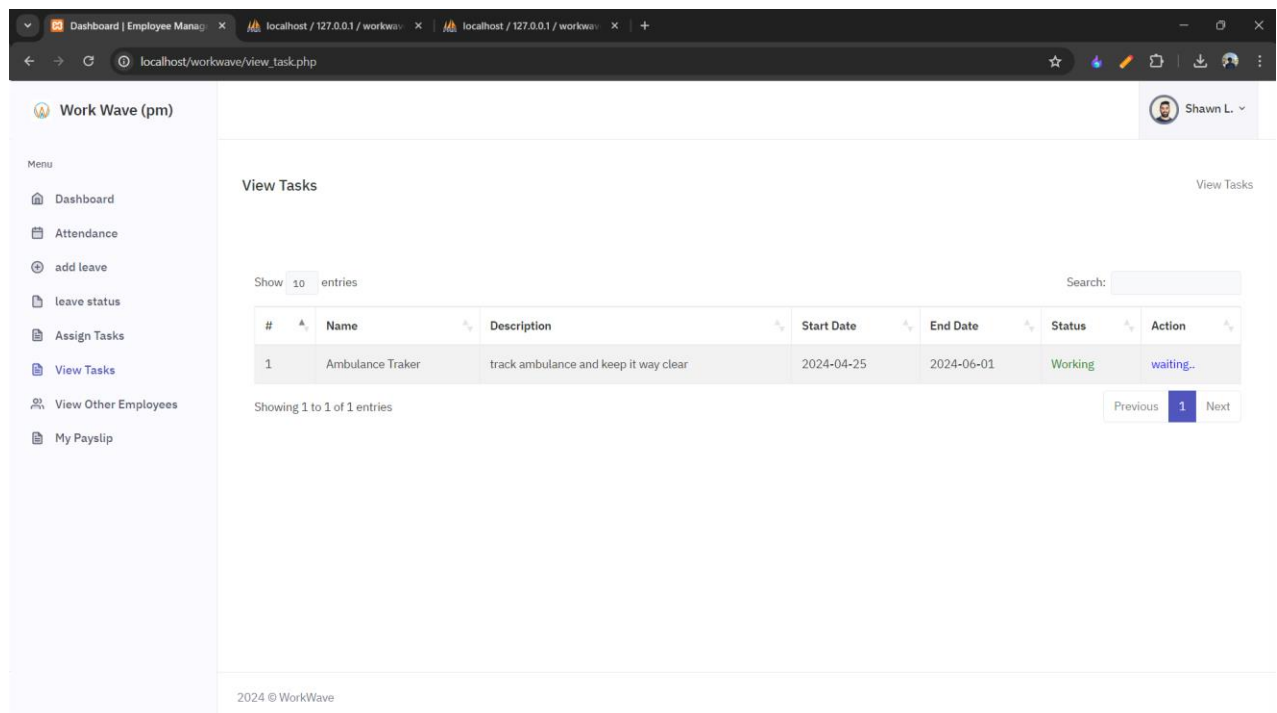 Dashboard | Employee Manag
localhost / 127.0.0.1 / workwav
localhost / 127.0.0.1 / workwav
localhost/workwave/view_task.php
Work Wave (pm)
Shawn L.
Menu
Dashboard
Attendance
add leave
leave status
Assign Tasks
View Tasks
View Other Employees
My Payslip
View Tasks
View Tasks
Show 10 entries
Search:
# Name Description Start Date End Date Status Action
1 Ambulance Traker track ambulance and keep it way clear 2024-04-25 2024-06-01 Working waiting..
Showing 1 to 1 of 1 entries
Previous 1 Next
2024 © WorkWave